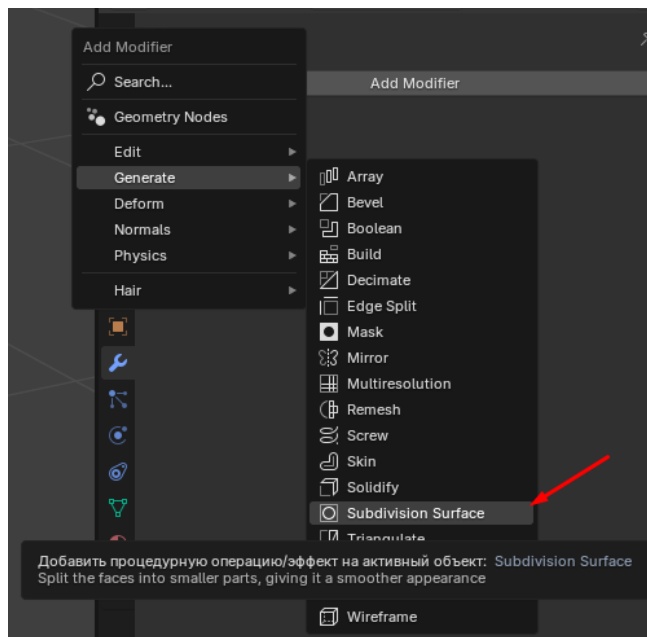 Add Modifier
Search...
Add Modifier
Geometry Nodes
Edit
Generate
Deform
Normals
Physics
Hair
Array
Bevel
Boolean
Build
Decimate
Edge Split
Mask
Mirror
Multiresolution
Remesh
Screw
Skin
Solidify
Subdivision Surface
Triangulate
Добавить процедурную операцию/эффект на активный объект: Subdivision Surface
Split the faces into smaller parts, giving it a smoother appearance
Wireframe